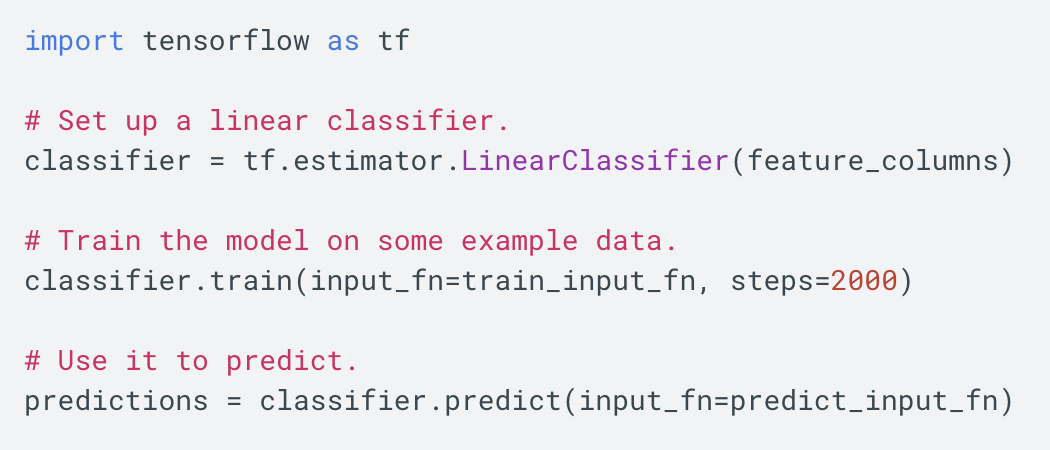 import tensorflow as tf
# Set up a linear classifier.
classifier = tf.estimator.LinearClassifier(feature_columns)
# Train the model on some example data.
classifier.train(input_fn=train_input_fn, steps=2000)
# Use it to predict.
predictions = classifier.predict(input_fn=predict_input_fn)